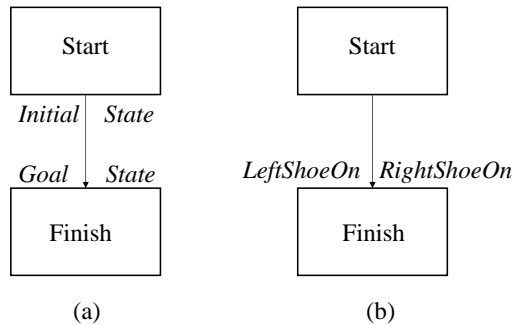 Start
Initial State
Goal State
Finish
(a)
Start
LeftShoeOn RightShoeOn
Finish
(b)